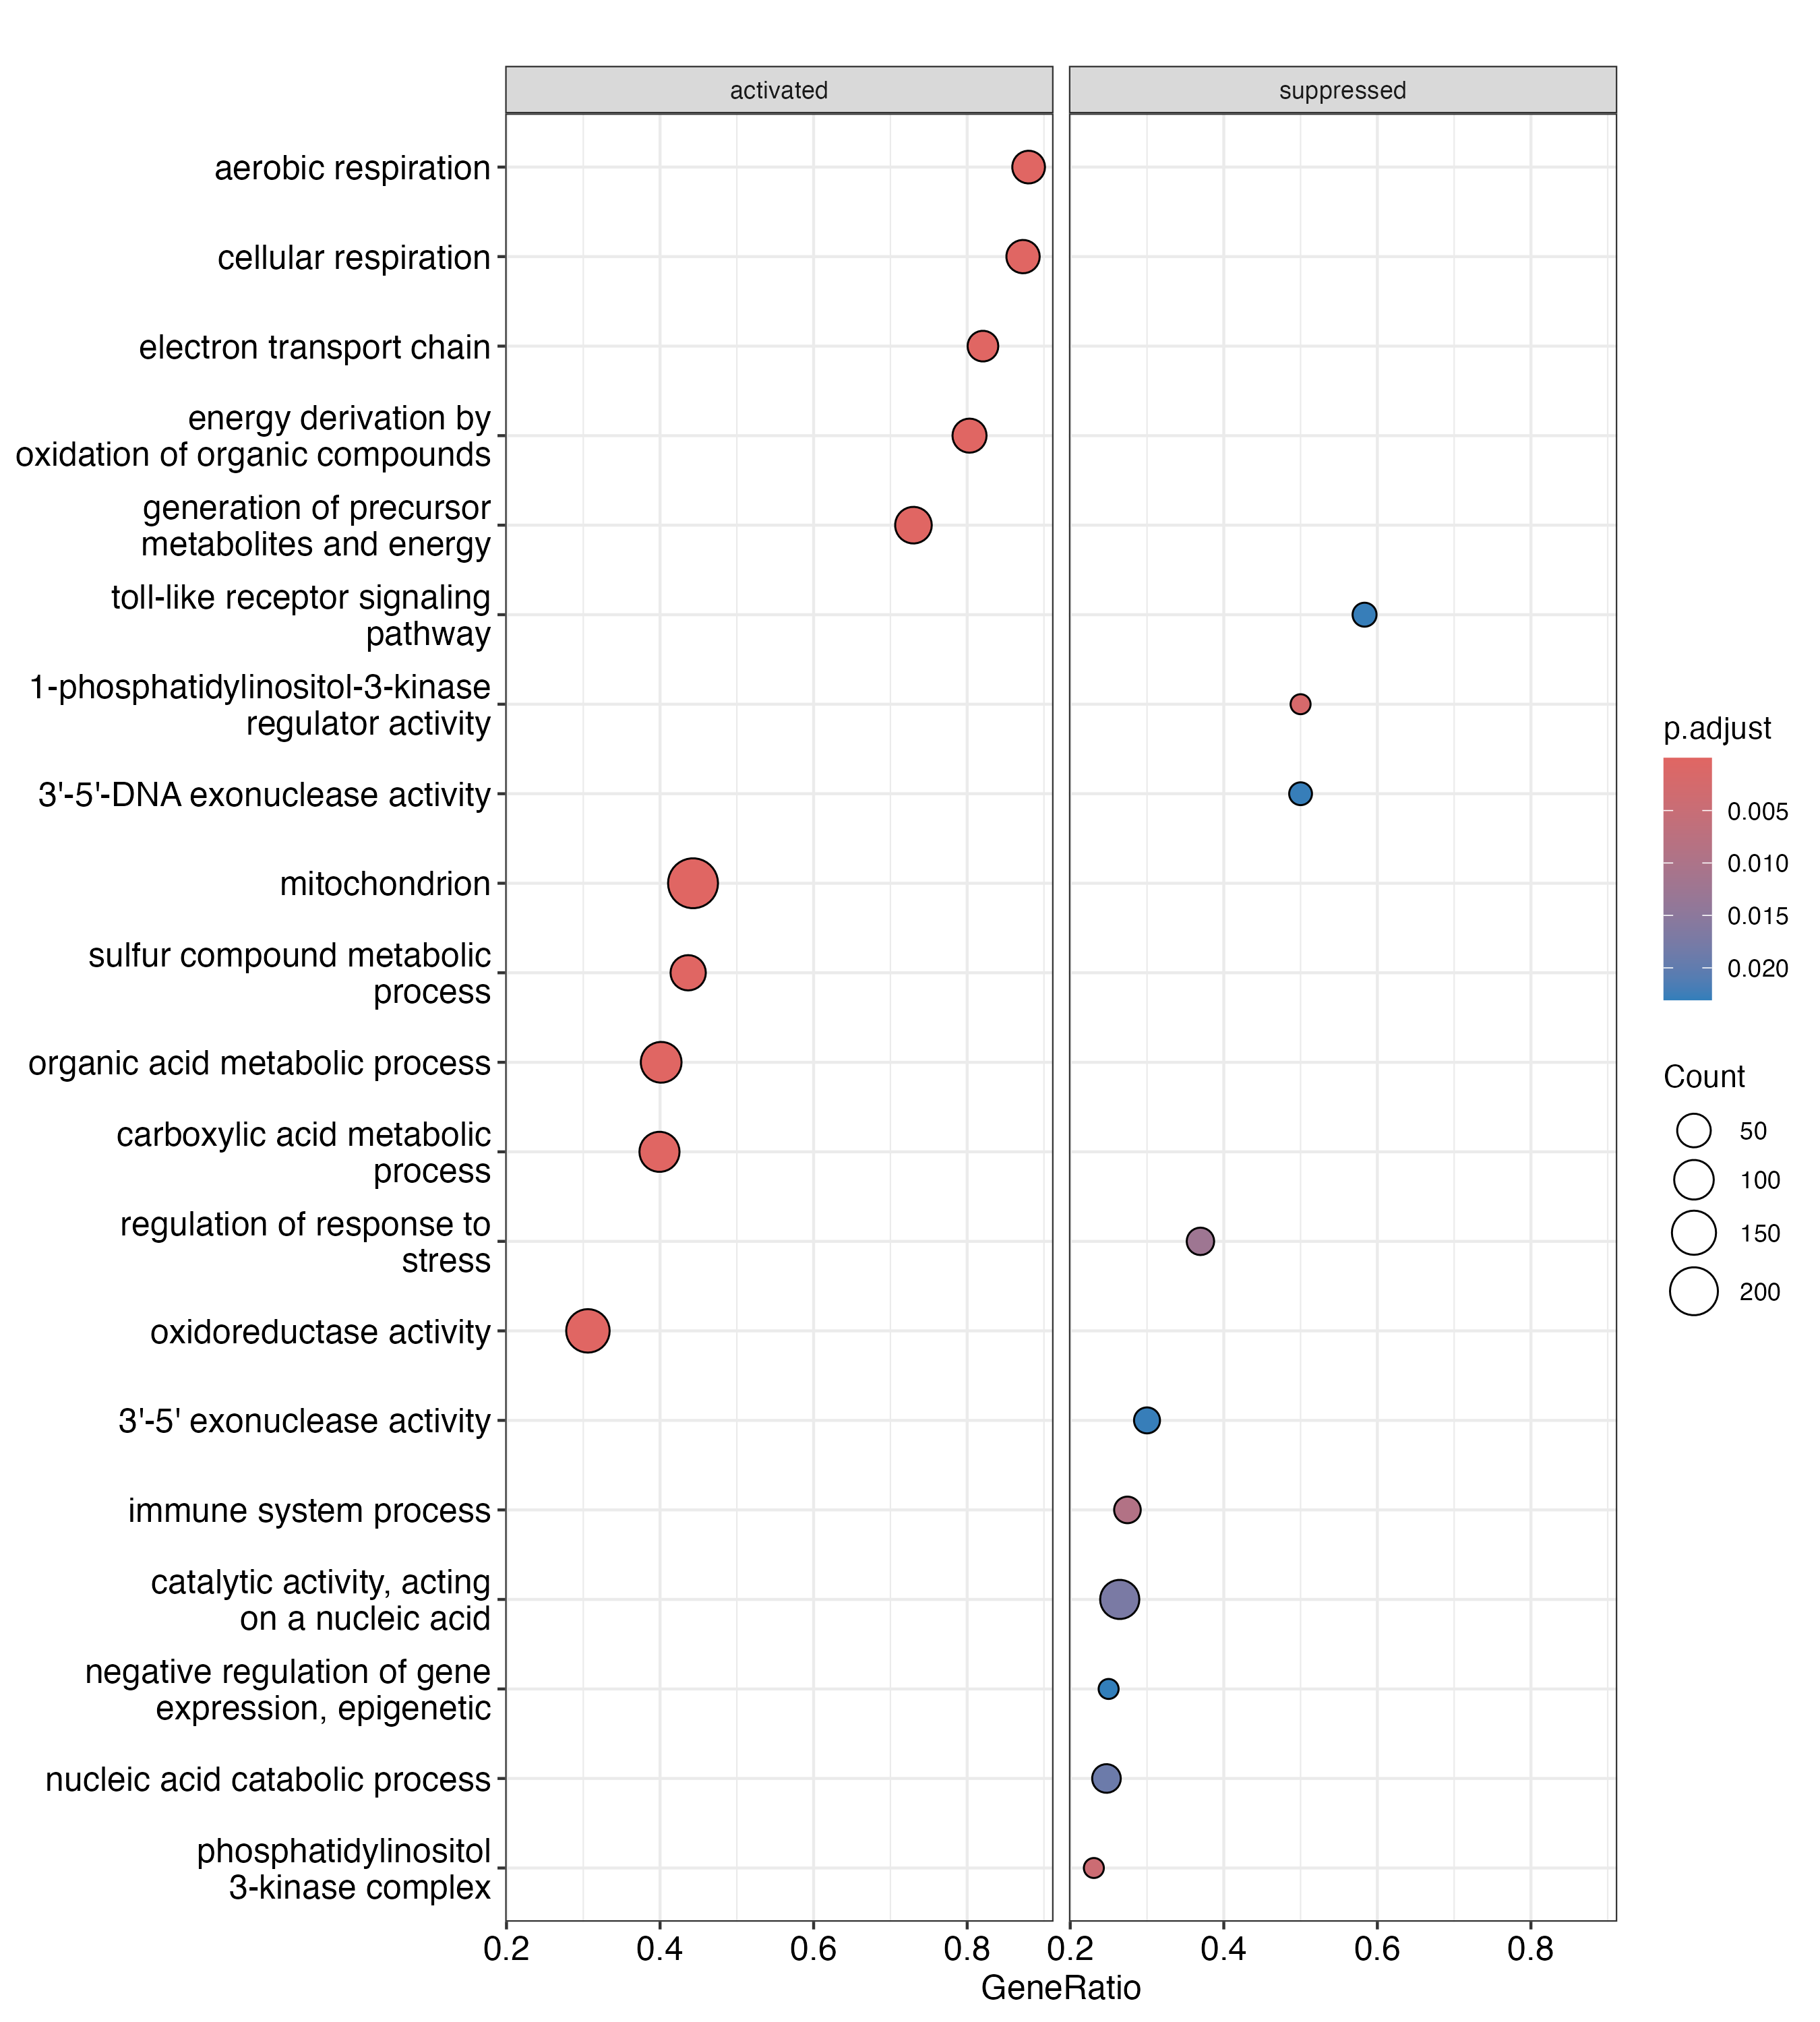 activated
suppressed
aerobic respiration
cellular respiration
electron transport chain
energy derivation by
oxidation of organic compounds
generation of precursor
metabolites and energy
toll-like receptor signaling
pathway
1-phosphatidylinositol-3-kinase
regulator activity
3'-5'-DNA exonuclease activity
mitochondrion
sulfur compound metabolic
process
organic acid metabolic process
carboxylic acid metabolic
process
regulation of response to
stress
oxidoreductase activity
3'-5' exonuclease activity
immune system process
catalytic activity, acting
on a nucleic acid
negative regulation of gene
expression, epigenetic
nucleic acid catabolic process
phosphatidylinositol
3-kinase complex
0.2 0.4 0.6 0.8
0.2 0.4 0.6 0.8
GeneRatio
p.adjust
0.005
0.010
0.015
0.020
Count
50
100
150
200